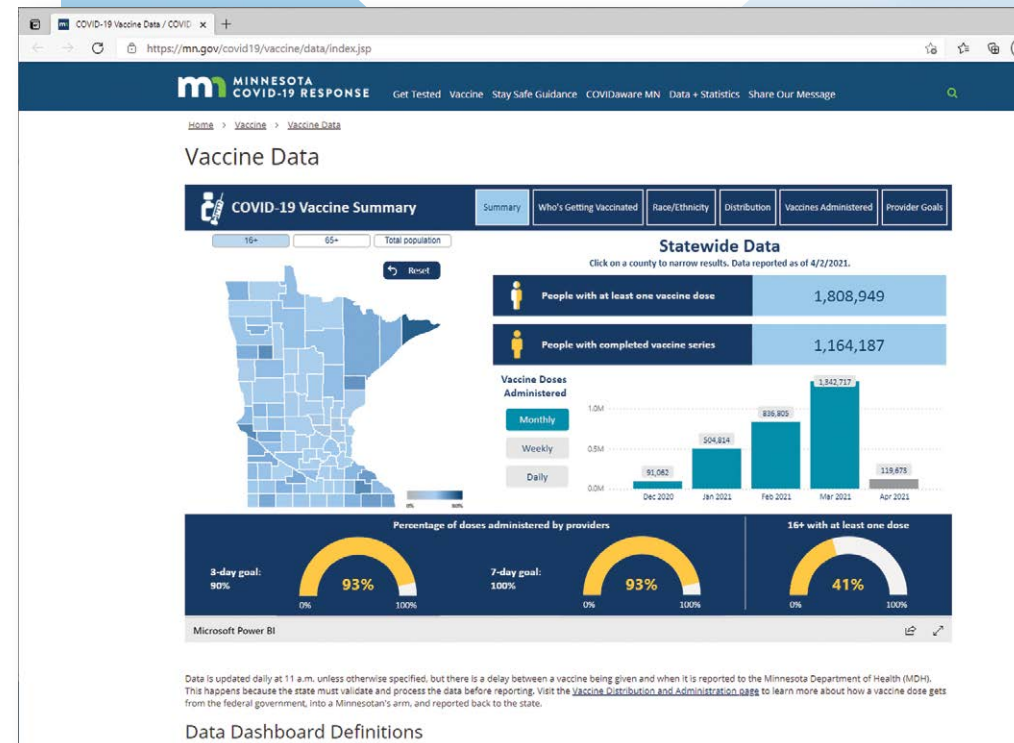 COVID-19 Vaccine Data / COVID
https://mn.gov/covid19/vaccine/data/index.jsp
MINNESOTA
COVID-19 RESPONSE
Get Tested Vaccine Stay Safe Guidance COVIDaware MN Data + Statistics Share Our Message
Home > Vaccine > Vaccine Data
Vaccine Data
COVID-19 Vaccine Summary
Summary Who's Getting Vaccinated Race/Ethnicity Distribution Vaccines Administered Provider Goals
16+ 65+ Total population
Reset
Statewide Data
Click on a county to narrow results. Data reported as of 4/2/2021.
People with at least one vaccine dose 1,808,949
People with completed vaccine series 1,164,187
Vaccine Doses
Administered
Monthly
Weekly
Daily
1.0M
0.5M
0.0M
91,062
504,814
836,805
1,342,717
119,673
Dec 2020 Jan 2021 Feb 2021 Mar 2021 Apr 2021
0%
Percentage of doses administered by providers
3-day goal:
90%
93%
0% 100%
7-day goal:
100%
93%
0% 100%
16+ with at least one dose
41%
0% 100%
Microsoft Power BI
Data is updated daily at 11 a.m. unless otherwise specified, but there is a delay between a vaccine being given and when it is reported to the Minnesota Department of Health (MDH).
This happens because the state must validate and process the data before reporting. Visit the Vaccine Distribution and Administration page to learn more about how a vaccine dose gets
from the federal government, into a Minnesotan's arm, and reported back to the state.
Data Dashboard Definitions